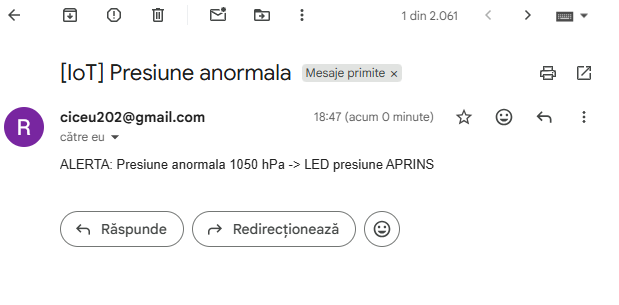 1 din 2.061
[IoT] Presiune anormala Mesaje primite ×
R
ciceu202@gmail.com 18:47 (acum 0 minute)
către eu
ALERTA: Presiune anormala 1050 hPa -> LED presiune APRINS
Răspunde Redirecționează